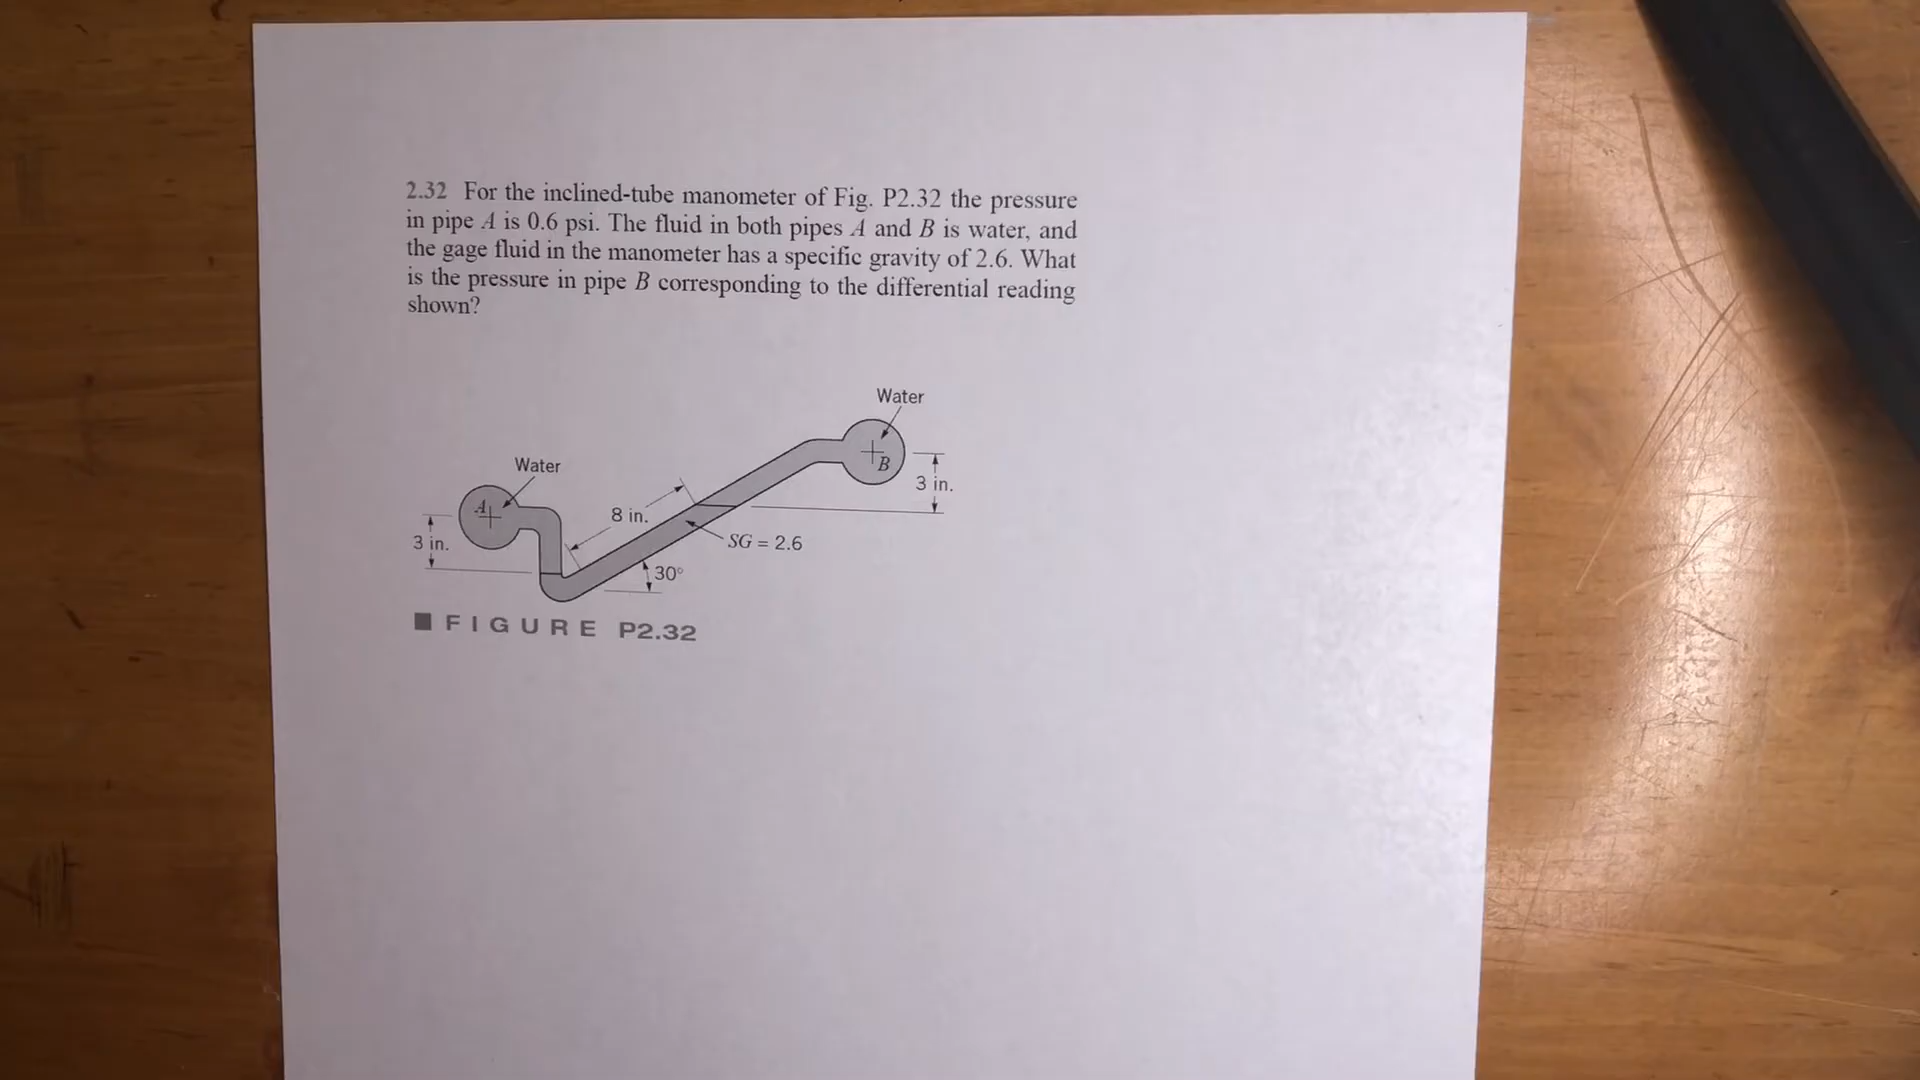 2.32 For the inclined-tube manometer of Fig. P2.32 the pressure
in pipe A is 0.6 psi. The fluid in both pipes A and B is water, and
the gage fluid in the manometer has a specific gravity of 2.6. What
is the pressure in pipe B corresponding to the differential reading
shown?
Water
B
3 in.
Water
A
8 in.
3 in.
SG = 2.6
30°
FIGURE P2.32